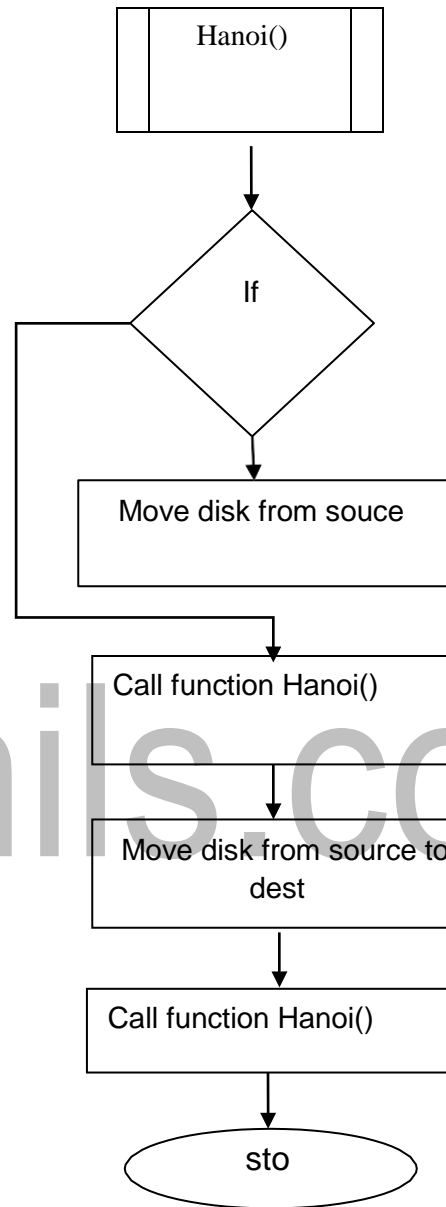 Hanoi()
If
Move disk from souce
Call function Hanoi()
Move disk from source to
dest
Call function Hanoi()
sto